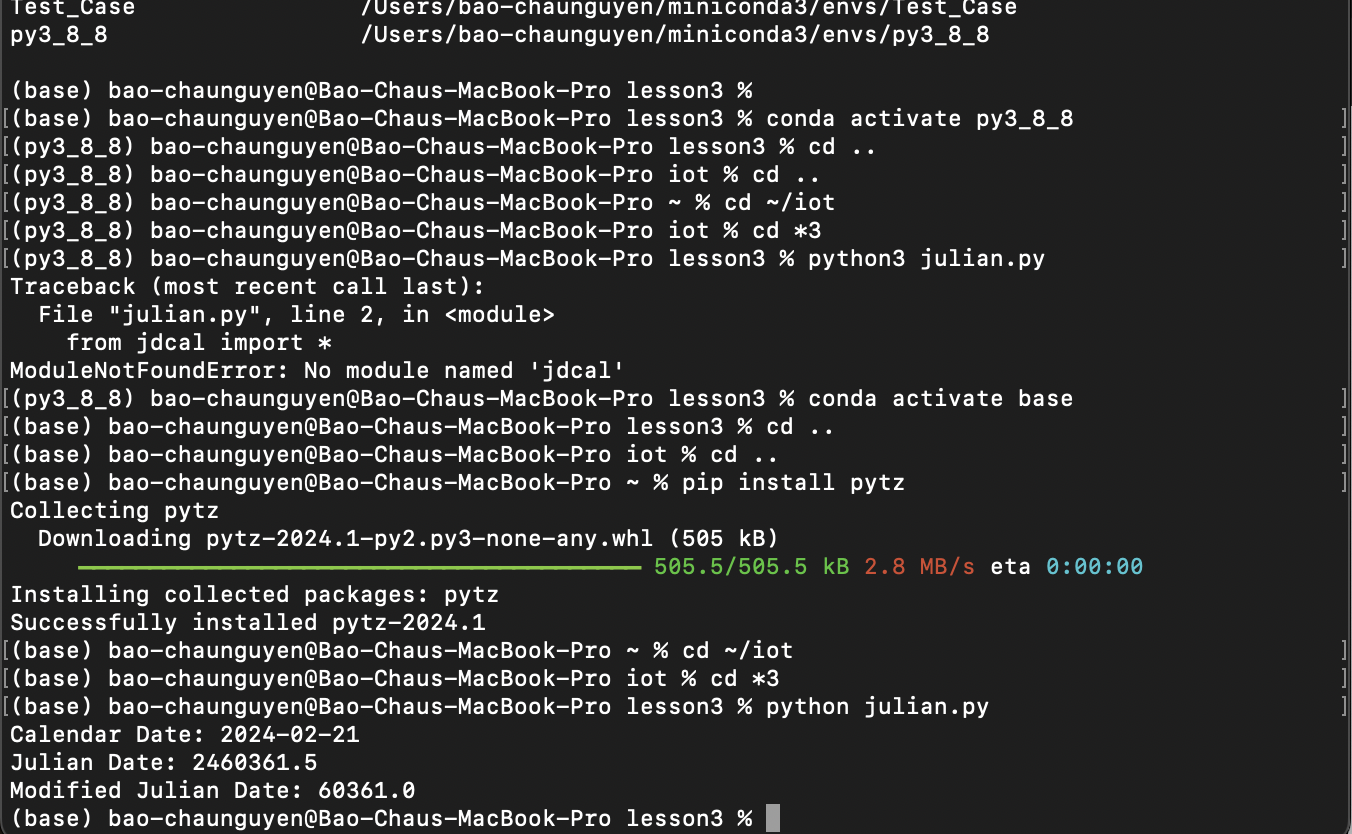 Test_Case                /Users/bao-chaunguyen/miniconda3/envs/Test_Case
py3_8_8                  /Users/bao-chaunguyen/miniconda3/envs/py3_8_8
(base) bao-chaunguyen@Bao-Chaus-MacBook-Pro lesson3 %
[(base) bao-chaunguyen@Bao-Chaus-MacBook-Pro lesson3 % conda activate py3_8_8 ]
[(py3_8_8) bao-chaunguyen@Bao-Chaus-MacBook-Pro lesson3 % cd .. ]
[(py3_8_8) bao-chaunguyen@Bao-Chaus-MacBook-Pro iot % cd .. ]
[(py3_8_8) bao-chaunguyen@Bao-Chaus-MacBook-Pro ~ % cd ~/iot ]
[(py3_8_8) bao-chaunguyen@Bao-Chaus-MacBook-Pro iot % cd *3 ]
[(py3_8_8) bao-chaunguyen@Bao-Chaus-MacBook-Pro lesson3 % python3 julian.py ]
Traceback (most recent call last):
  File "julian.py", line 2, in <module>
    from jdcal import *
ModuleNotFoundError: No module named 'jdcal'
[(py3_8_8) bao-chaunguyen@Bao-Chaus-MacBook-Pro lesson3 % conda activate base ]
[(base) bao-chaunguyen@Bao-Chaus-MacBook-Pro lesson3 % cd .. ]
[(base) bao-chaunguyen@Bao-Chaus-MacBook-Pro iot % cd .. ]
[(base) bao-chaunguyen@Bao-Chaus-MacBook-Pro ~ % pip install pytz ]
Collecting pytz
  Downloading pytz-2024.1-py2.py3-none-any.whl (505 kB)
     ━━━━━━━━━━━━━━━━━━━━━━━━━━━━━━━━━━━━━━━━ 505.5/505.5 kB 2.8 MB/s eta 0:00:00
Installing collected packages: pytz
Successfully installed pytz-2024.1
[(base) bao-chaunguyen@Bao-Chaus-MacBook-Pro ~ % cd ~/iot ]
[(base) bao-chaunguyen@Bao-Chaus-MacBook-Pro iot % cd *3 ]
[(base) bao-chaunguyen@Bao-Chaus-MacBook-Pro lesson3 % python julian.py ]
Calendar Date: 2024-02-21
Julian Date: 2460361.5
Modified Julian Date: 60361.0
(base) bao-chaunguyen@Bao-Chaus-MacBook-Pro lesson3 %